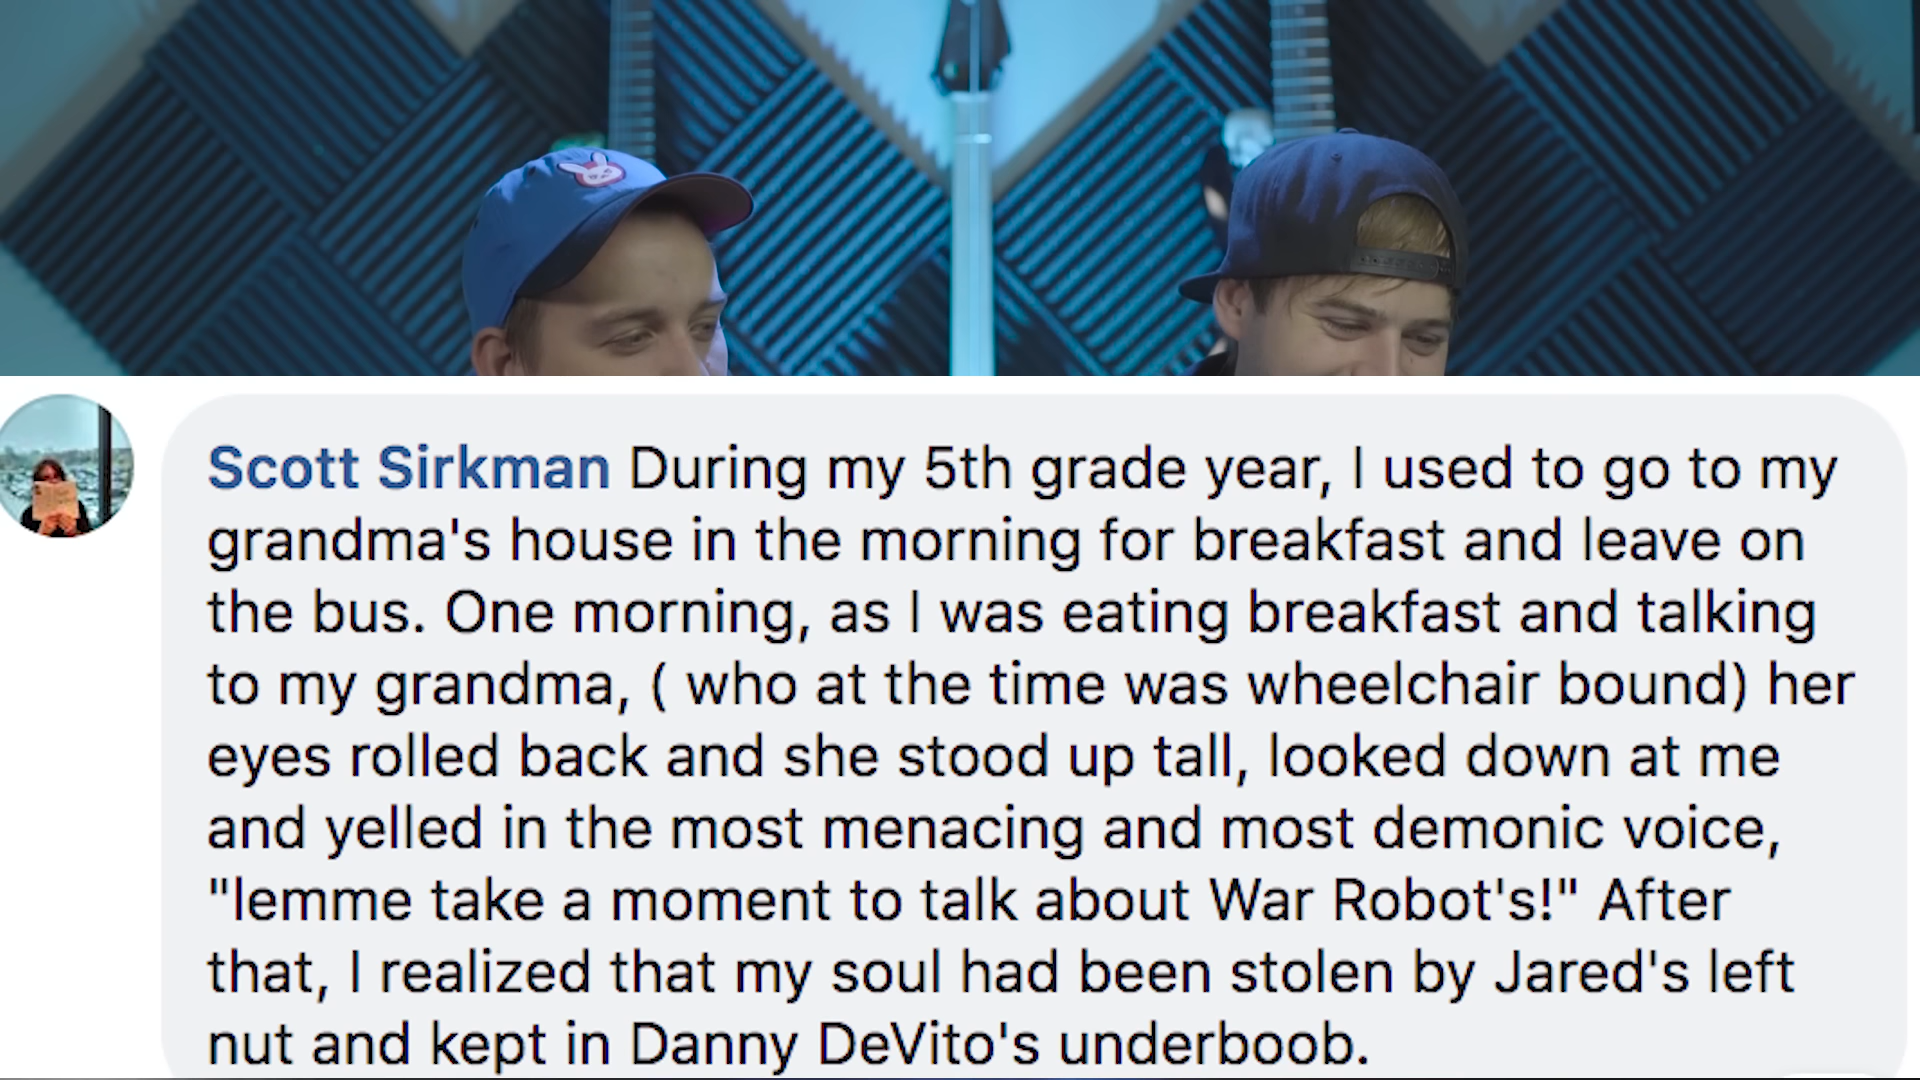 Scott Sirkman During my 5th grade year, I used to go to my
grandma's house in the morning for breakfast and leave on
the bus. One morning, as I was eating breakfast and talking
to my grandma, ( who at the time was wheelchair bound) her
eyes rolled back and she stood up tall, looked down at me
and yelled in the most menacing and most demonic voice,
"lemme take a moment to talk about War Robot's!" After
that, I realized that my soul had been stolen by Jared's left
nut and kept in Danny DeVito's underboob.